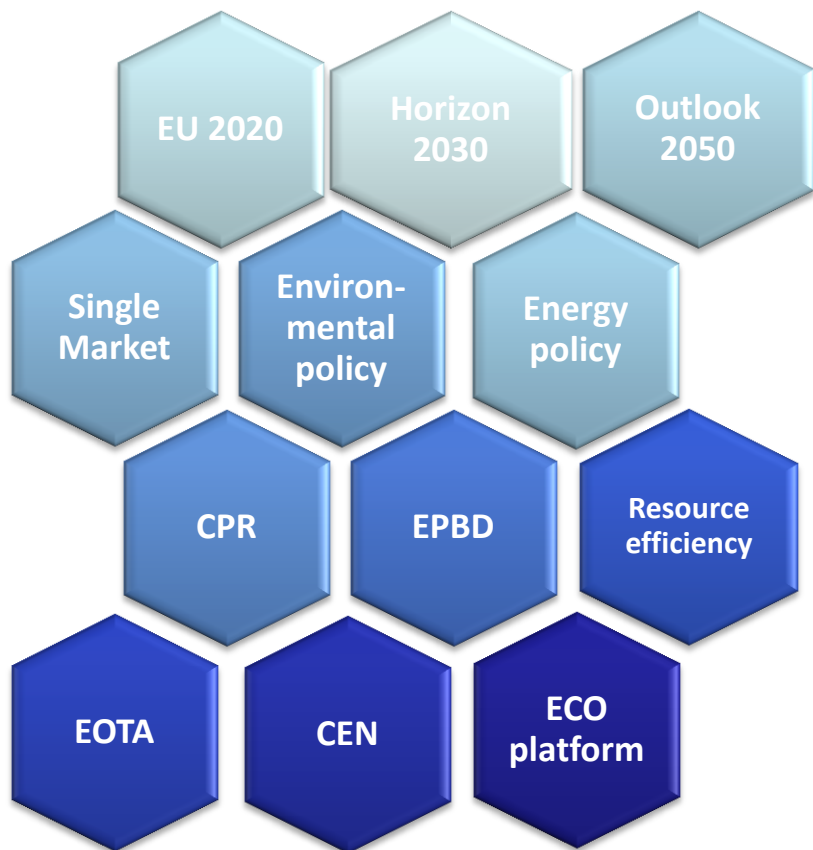 EU 2020
Horizon
2030
Outlook
2050
Single
Market
Environ-
mental
policy
Energy
policy
CPR
EPBD
Resource
efficiency
EOTA
CEN
ECO
platform